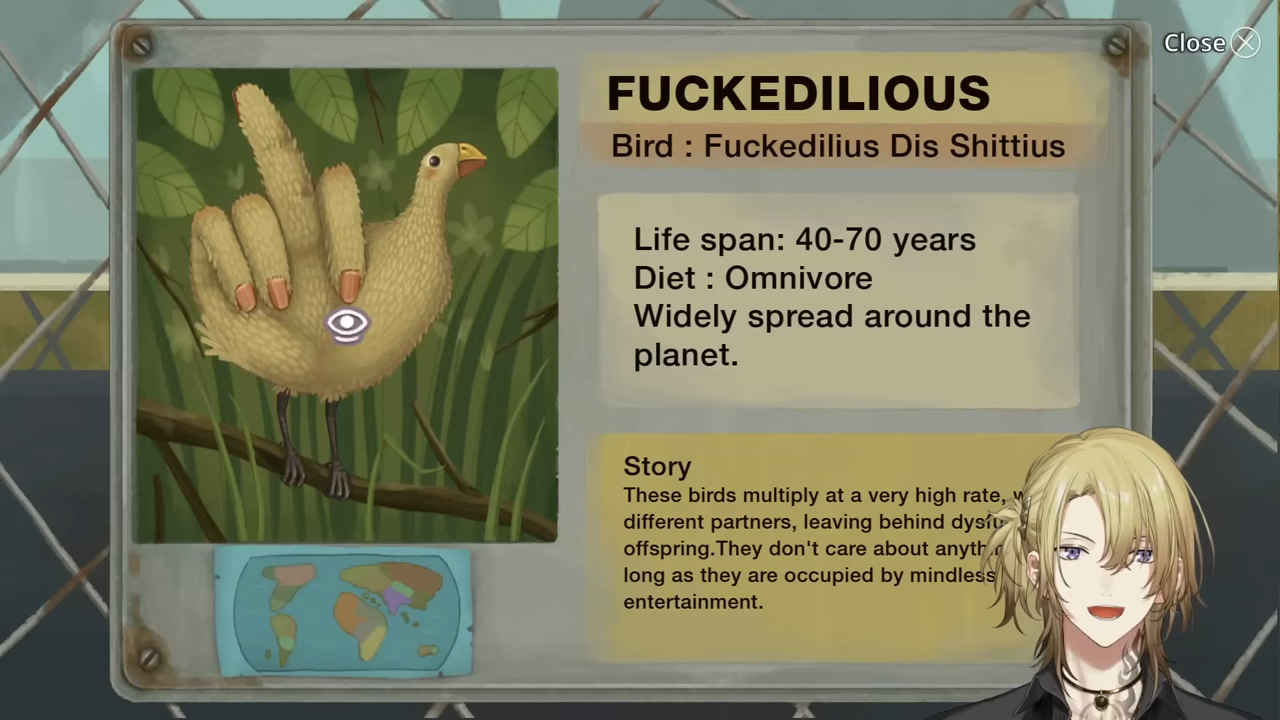 Close
FUCKEDILIOUS
Bird : Fuckedilius Dis Shittius
Life span: 40-70 years
Diet : Omnivore
Widely spread around the
planet.
Story
These birds multiply at a very high rate,
different partners, leaving behind
offspring.They don't care about
long as they are occupied by mindless
entertainment.